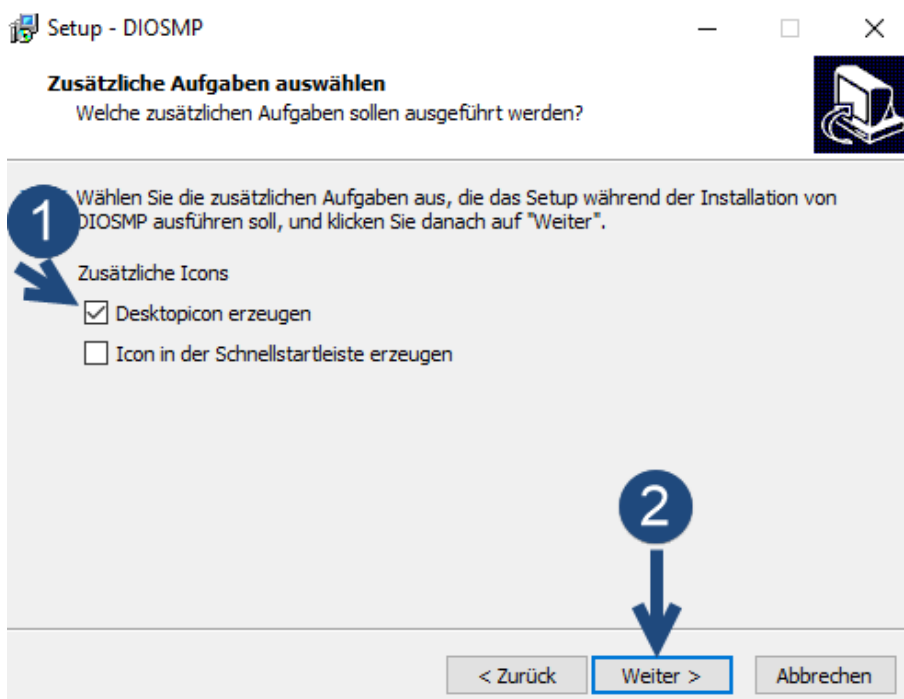 Setup - DIOSMP
Zusätzliche Aufgaben auswählen
Welche zusätzlichen Aufgaben sollen ausgeführt werden?
Wählen Sie die zusätzlichen Aufgaben aus, die das Setup während der Installation von
DIOSMP ausführen soll, und klicken Sie danach auf "Weiter".
1
Zusätzliche Icons
Desktopicon erzeugen
Icon in der Schnellstartleiste erzeugen
2
< Zurück Weiter > Abbrechen